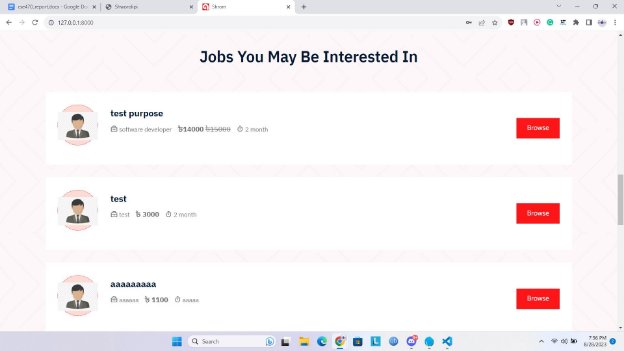 cse470_report.docx - Google Do
Shram
127.0.0.1:8000
Jobs You May Be Interested In
test purpose
software developer ৳14000 ৳15000 2 month
Browse
test
test ৳ 3000 2 month
Browse
aaaaaaaaa
aaaaaa ৳ 1100 aaaaa
Browse
Search
7:56 PM
8/26/2023